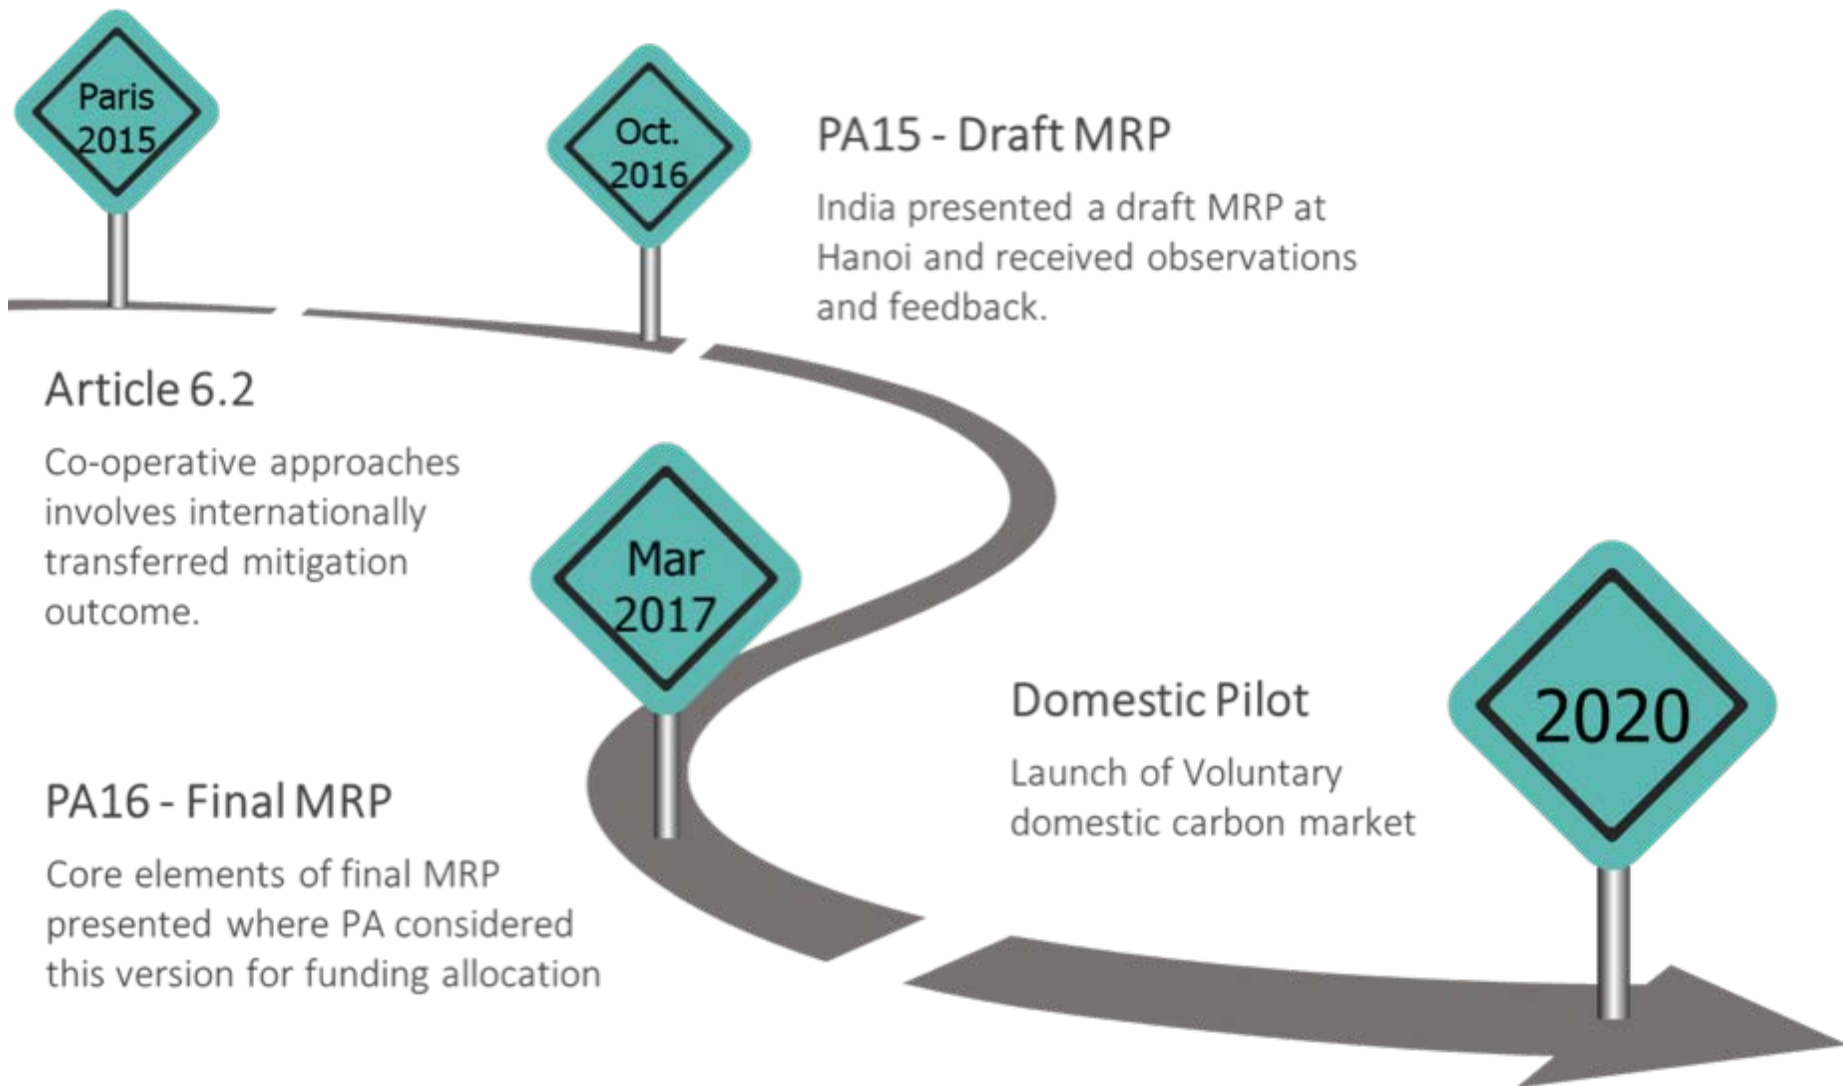 Paris
2015
Article 6.2
Co-operative approaches
involves internationally
transferred mitigation
outcome.
Oct.
2016
PA15 - Draft MRP
India presented a draft MRP at
Hanoi and received observations
and feedback.
Mar
2017
PA16 - Final MRP
Core elements of final MRP
presented where PA considered
this version for funding allocation
Domestic Pilot
Launch of Voluntary
domestic carbon market
2020